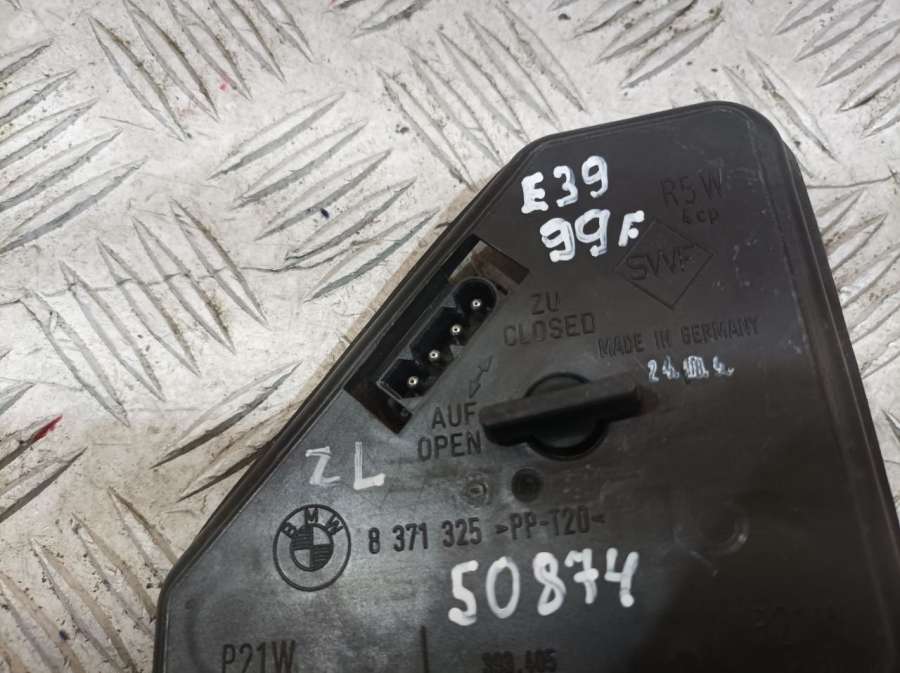 E39
99F.
R5W
4cp
SWF
ZU
CLOSED
MADE IN GERMANY
AUF
OPEN
ZL
BMW
8 371 325 >PP-T20<
50874
P21W